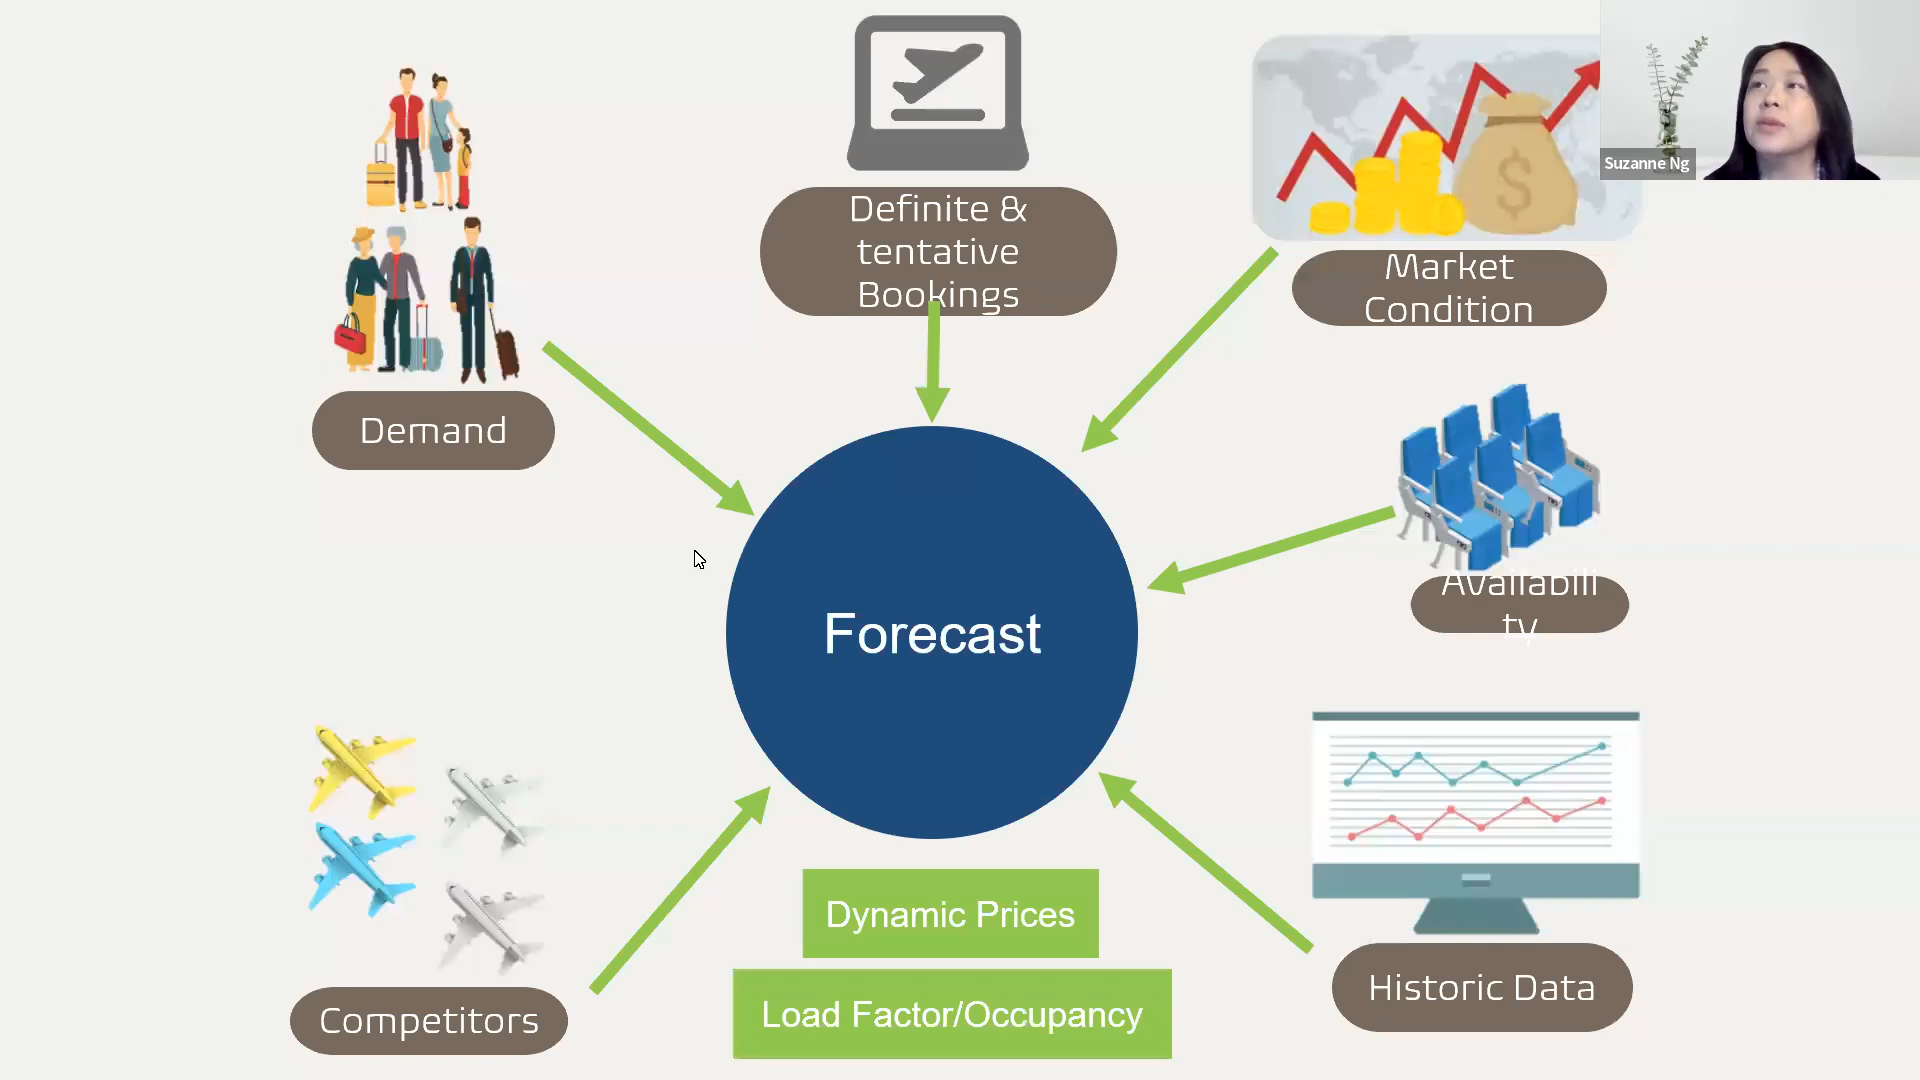 Definite &
tentative
Bookings
Market
Condition
Suzanne Ng
$
Demand
Availabili
ty
Forecast
Dynamic Prices
Load Factor/Occupancy
Competitors
Historic Data